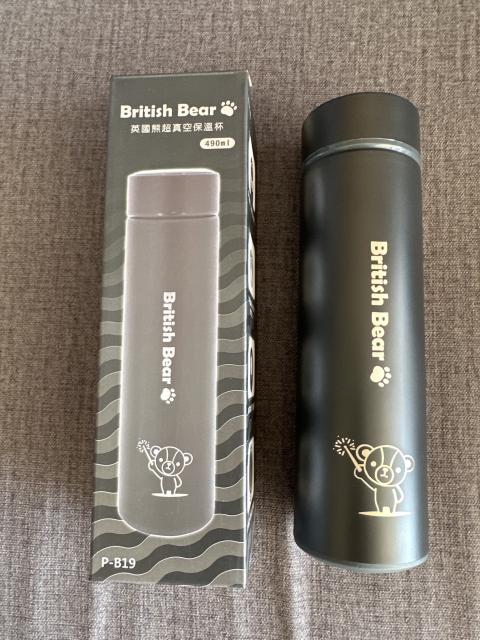 British Bear
英國熊超真空保溫杯
490ml
British Bear
P-B19
British Bear